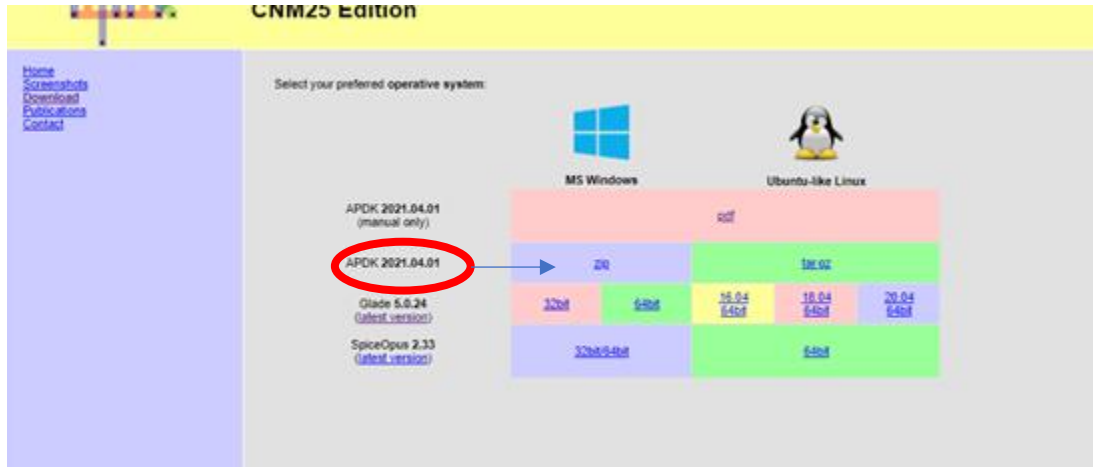 CNM25 Edition
Home
Screenshots
Download
Publications
Contact
Select your preferred operative system:
MS Windows
Ubuntu-like Linux
APDK 2021.04.01
(manual only)
pdf
APDK 2021.04.01
zip
tar.gz
Glade 5.0.24
(latest version)
32bit
64bit
16.04
64bit
18.04
64bit
20.04
64bit
SpiceOpus 2.33
(latest version)
32bit/64bit
64bit